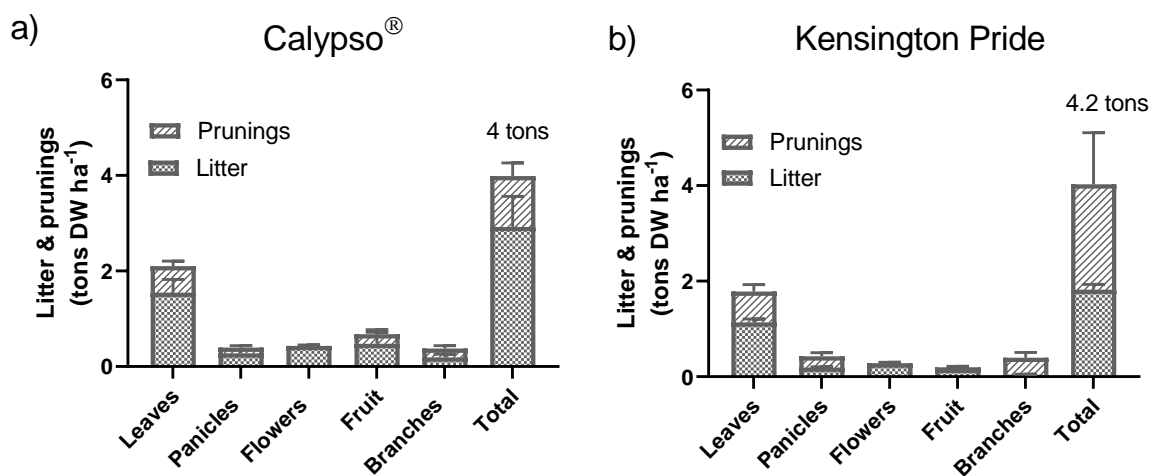 a)
Calypso®
Litter & prunings
(tons DW ha⁻¹)
6
4
2
0
Prunings
Litter
4 tons
Leaves
Panicles
Flowers
Fruit
Branches
Total
b)
Kensington Pride
Litter & prunings
(tons DW ha⁻¹)
6
4
2
0
Prunings
Litter
4.2 tons
Leaves
Panicles
Flowers
Fruit
Branches
Total